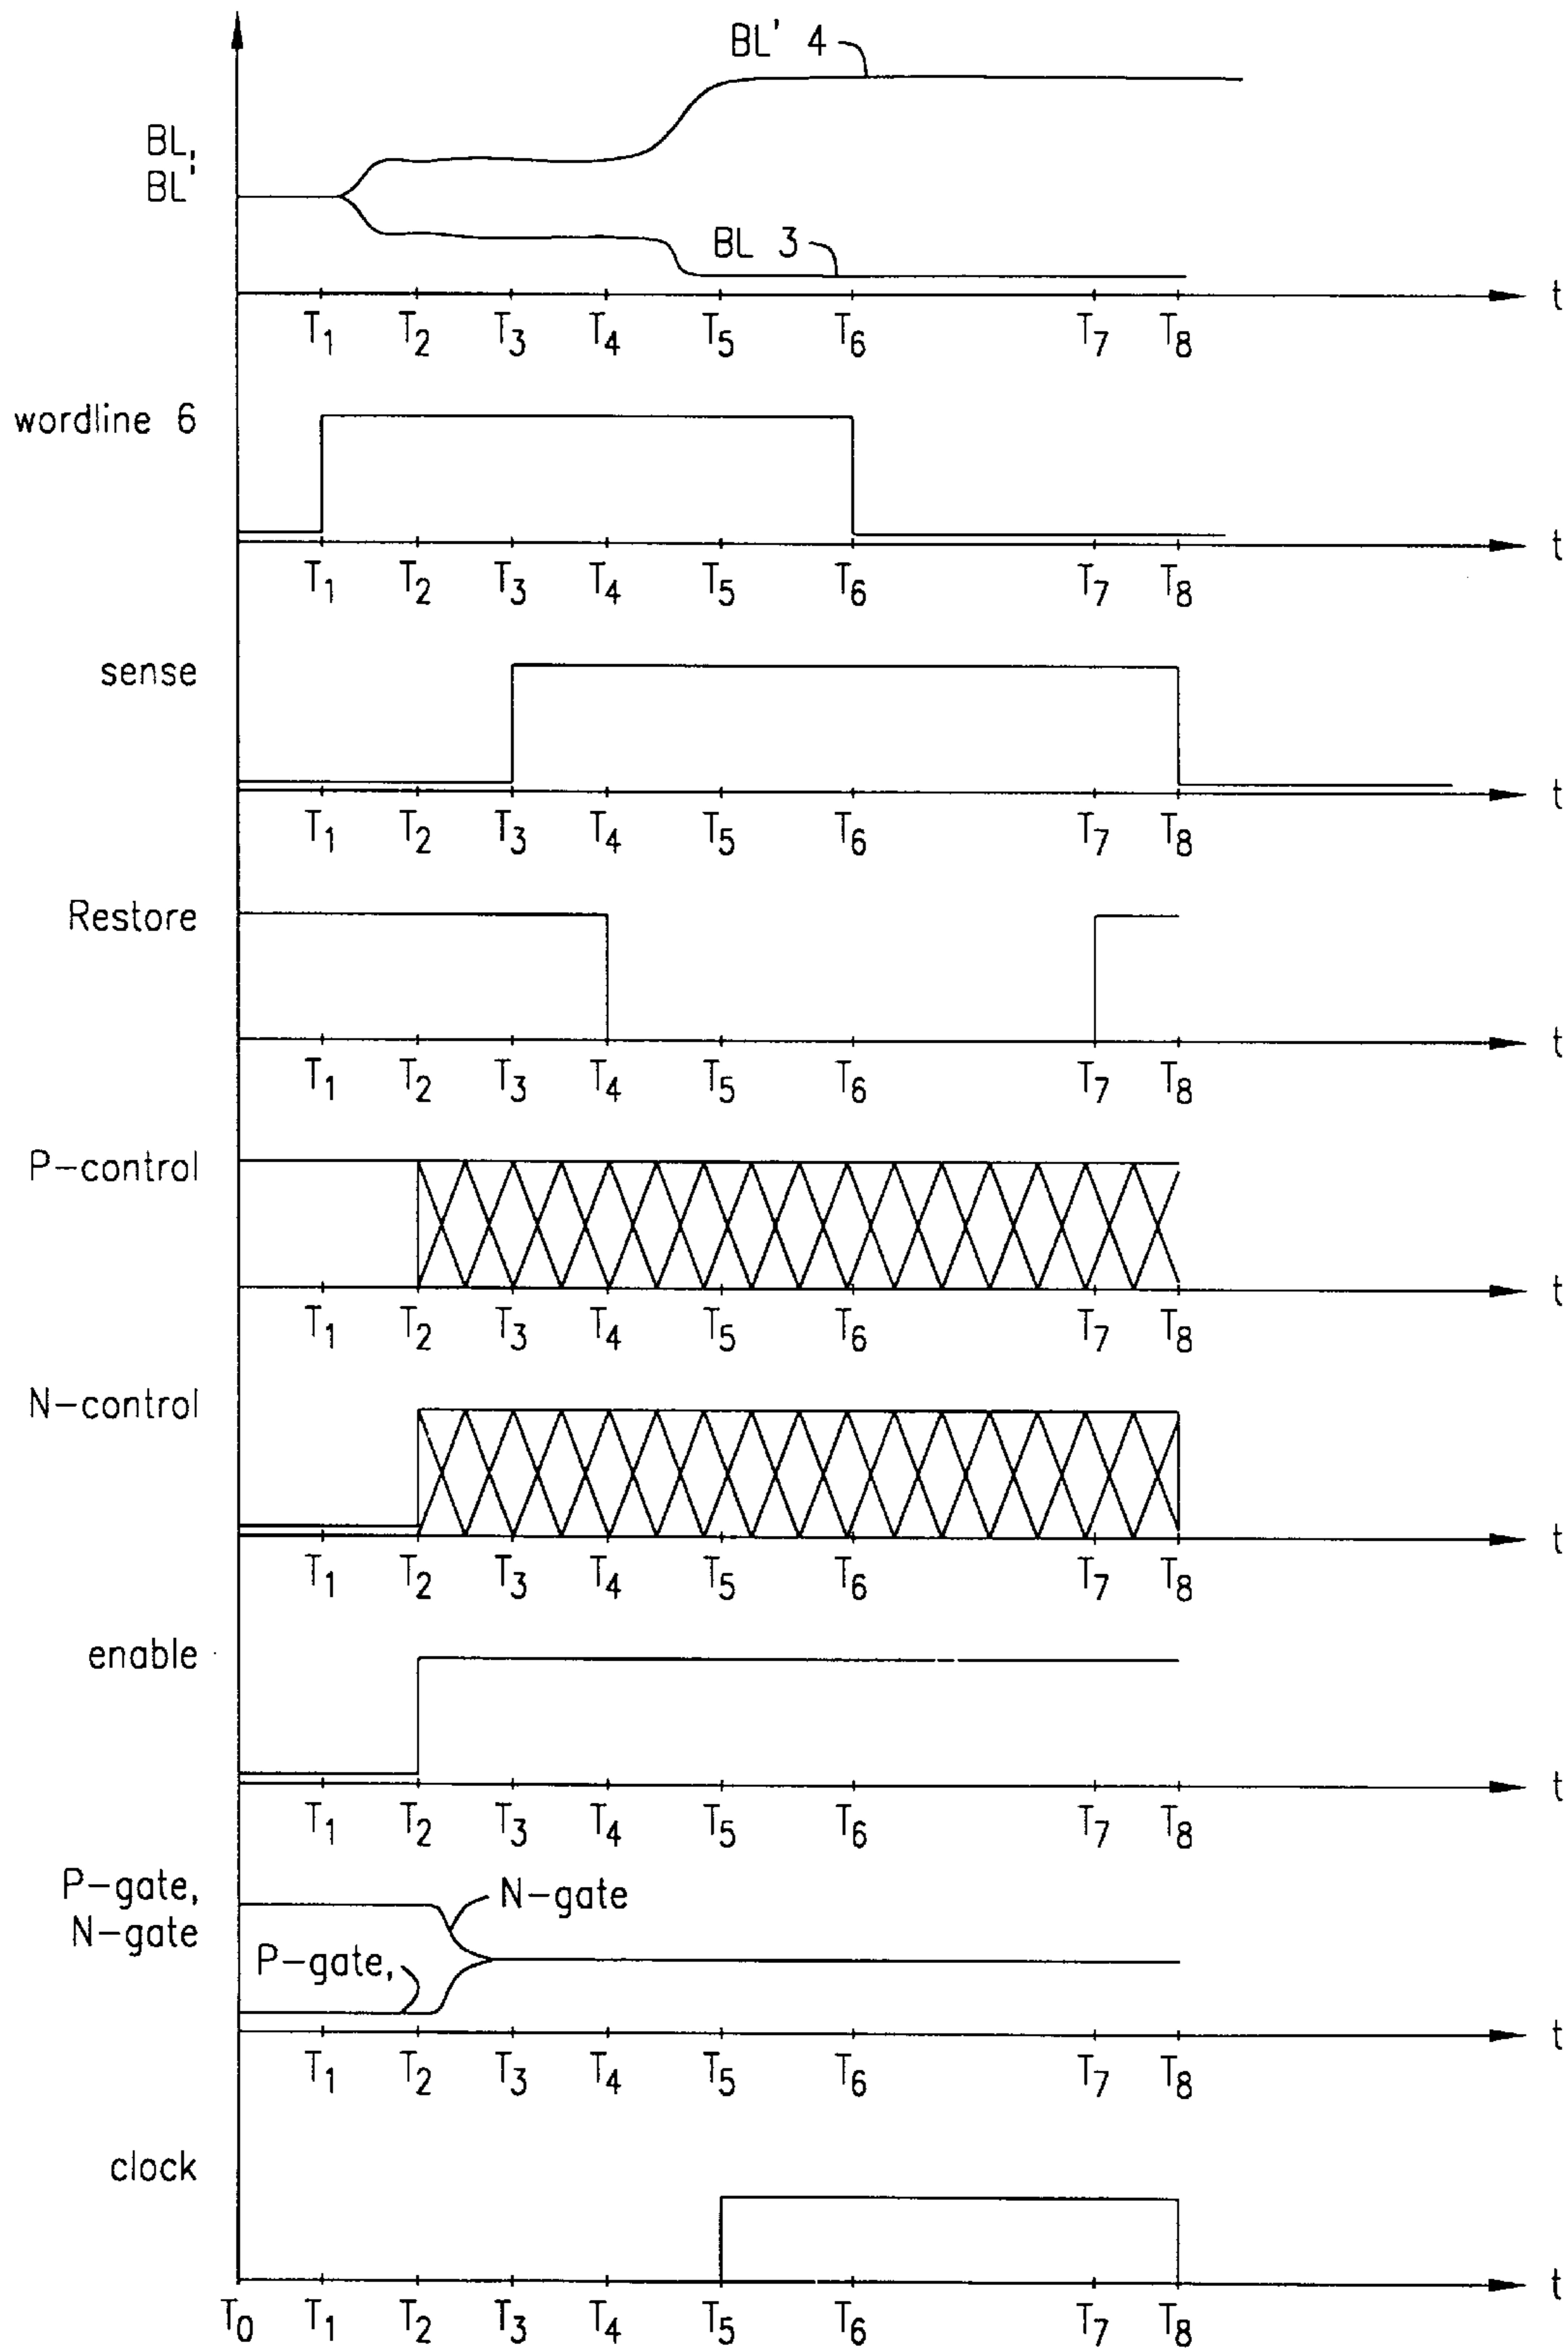 BL' 4
BL,
BL'
BL 3
t
T1 T2 T3 T4 T5 T6 T7 T8
wordline 6
t
T1 T2 T3 T4 T5 T6 T7 T8
sense
t
T1 T2 T3 T4 T5 T6 T7 T8
Restore
t
T1 T2 T3 T4 T5 T6 T7 T8
P-control
t
T1 T2 T3 T4 T5 T6 T7 T8
N-control
t
T1 T2 T3 T4 T5 T6 T7 T8
enable
t
T1 T2 T3 T4 T5 T6 T7 T8
P-gate,
N-gate
N-gate
P-gate,
t
T1 T2 T3 T4 T5 T6 T7 T8
clock
t
T0 T1 T2 T3 T4 T5 T6 T7 T8